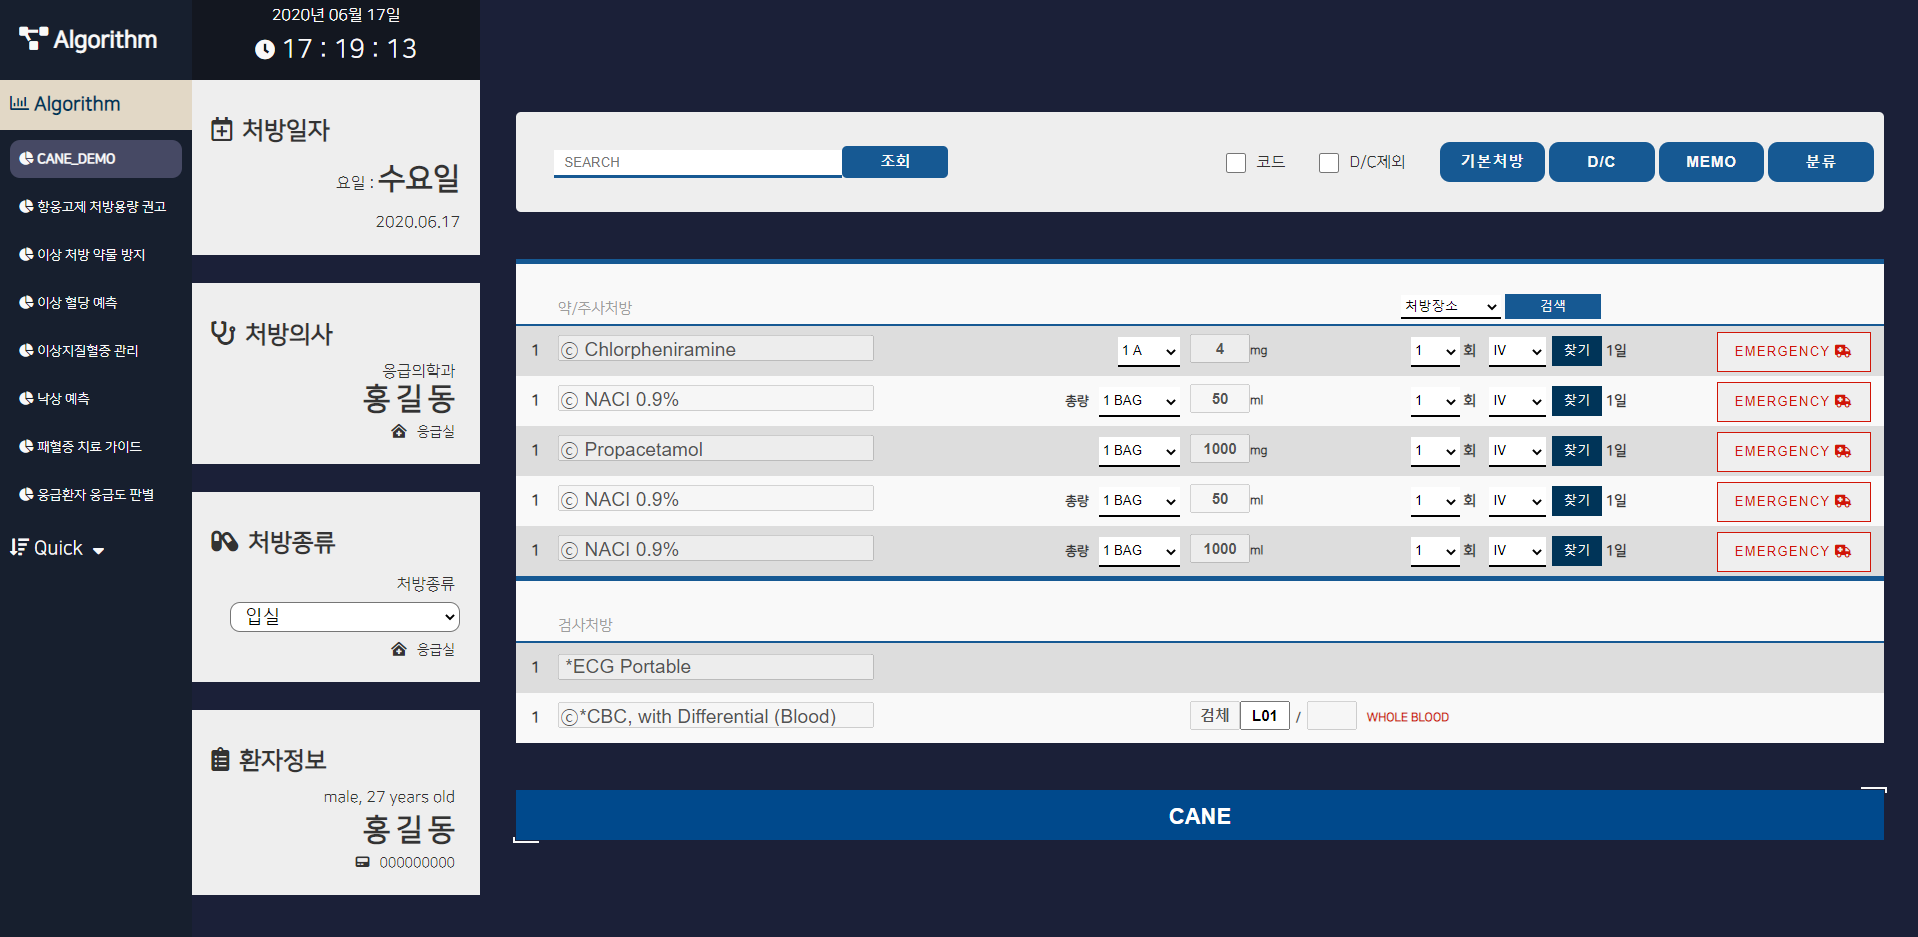 Algorithm
Algorithm
CANE_DEMO
항응고제 처방용량 권고
이상 처방 약물 방지
이상 혈당 예측
이상지질혈증 관리
낙상 예측
패혈증 치료 가이드
응급환자 응급도 판별
Quick
2020년 06월 17일
17 : 19 : 13
처방일자
요일 : 수요일
2020.06.17
처방의사
응급의학과
홍길동
응급실
처방종류
처방종류
입실
응급실
환자정보
male, 27 years old
홍길동
000000000
SEARCH 조회 코드 D/C제외 기본처방 D/C MEMO 분류
약/주사처방 처방장소 검색
1 ⓒ Chlorpheniramine 1 A 4 mg 1 회 IV 찾기 1일 EMERGENCY
1 ⓒ NACl 0.9% 총량 1 BAG 50 ml 1 회 IV 찾기 1일 EMERGENCY
1 ⓒ Propacetamol 1 BAG 1000 mg 1 회 IV 찾기 1일 EMERGENCY
1 ⓒ NACl 0.9% 총량 1 BAG 50 ml 1 회 IV 찾기 1일 EMERGENCY
1 ⓒ NACl 0.9% 총량 1 BAG 1000 ml 1 회 IV 찾기 1일 EMERGENCY
검사처방
1 *ECG Portable
1 ⓒ*CBC, with Differential (Blood) 검체 L01 / WHOLE BLOOD
CANE